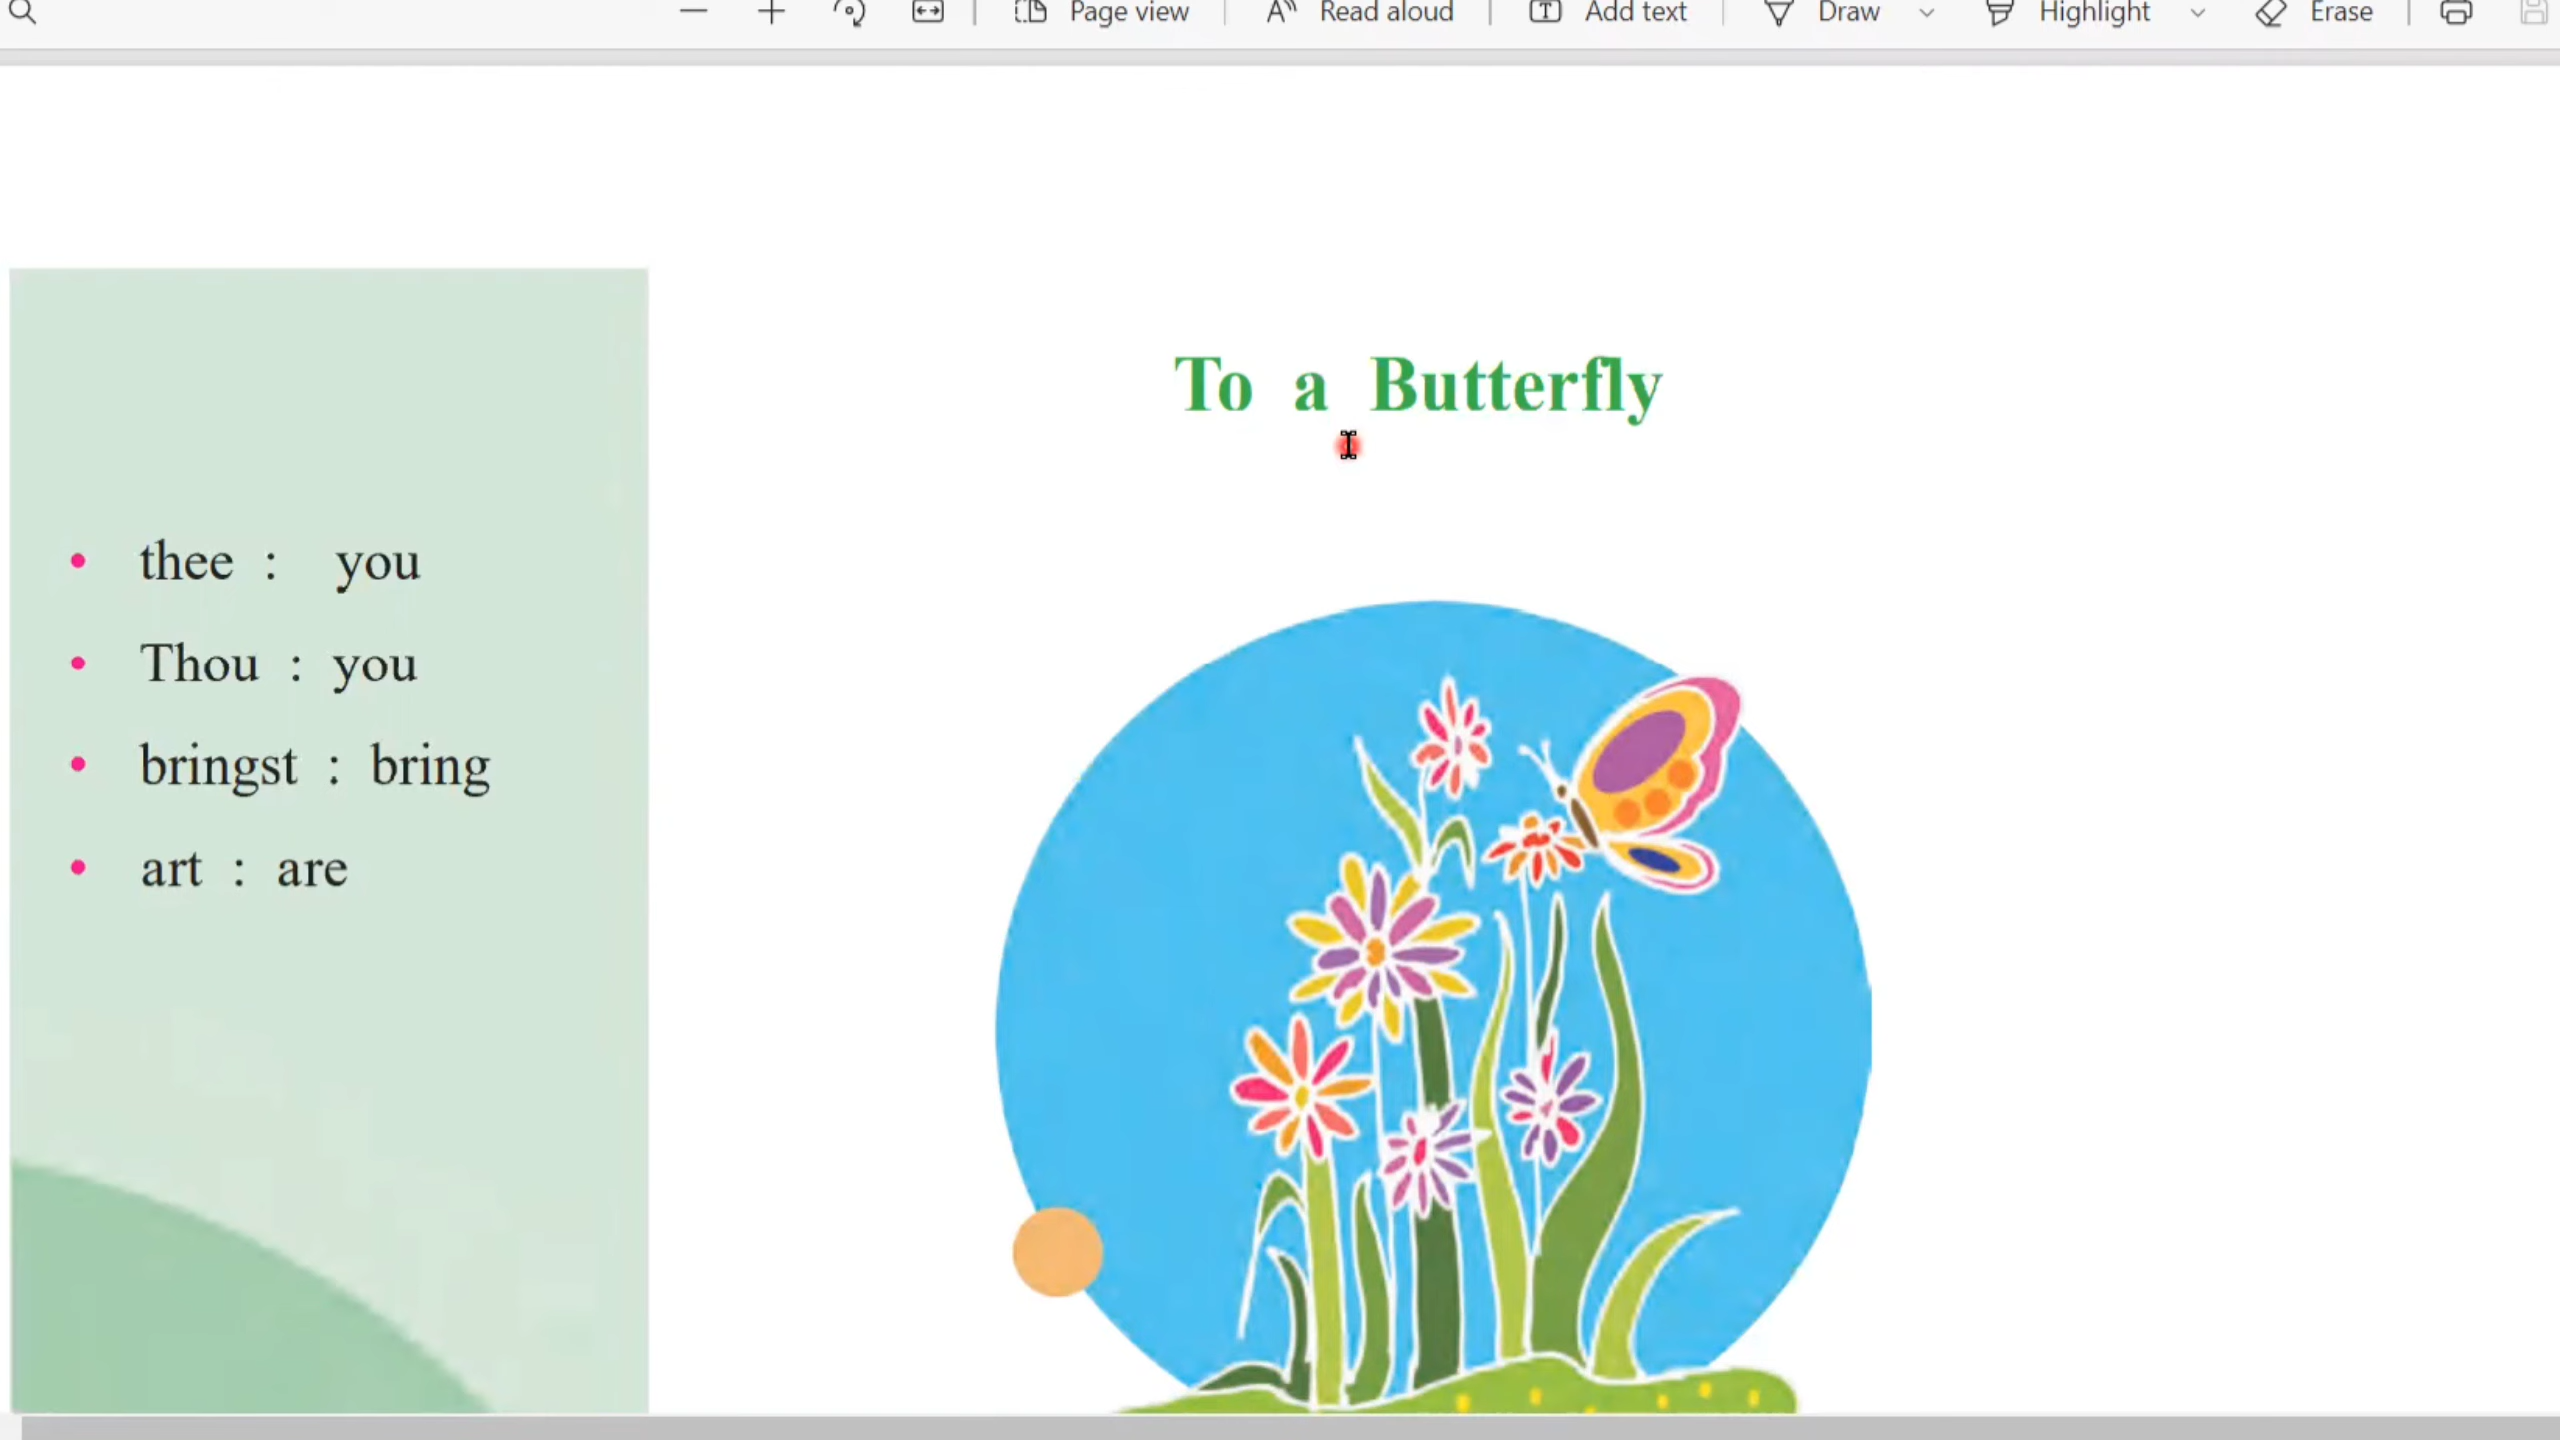 Page view Read aloud Add text Draw Highlight Erase
To a Butterfly
• thee : you
• Thou : you
• bringst : bring
• art : are